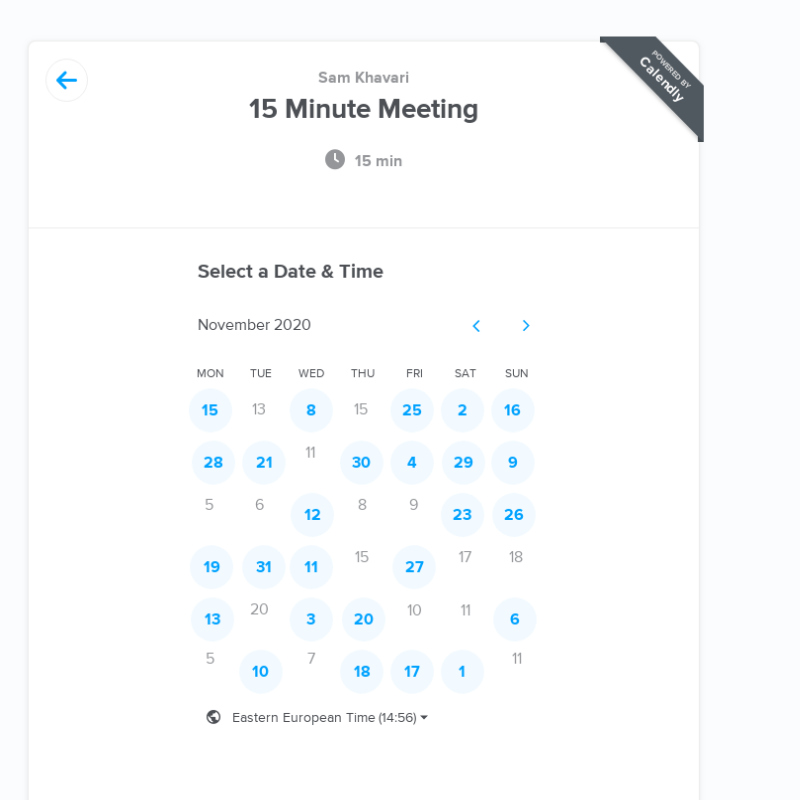 Sam Khavari
15 Minute Meeting
15 min
POWERED BY
Calendly
Select a Date & Time
November 2020
MON TUE WED THU FRI SAT SUN
15 13 8 15 25 2 16
28 21 11 30 4 29 9
5 6 12 8 9 23 26
19 31 11 15 27 17 18
13 20 3 20 10 11 6
5 10 7 18 17 1 11
Eastern European Time (14:56)